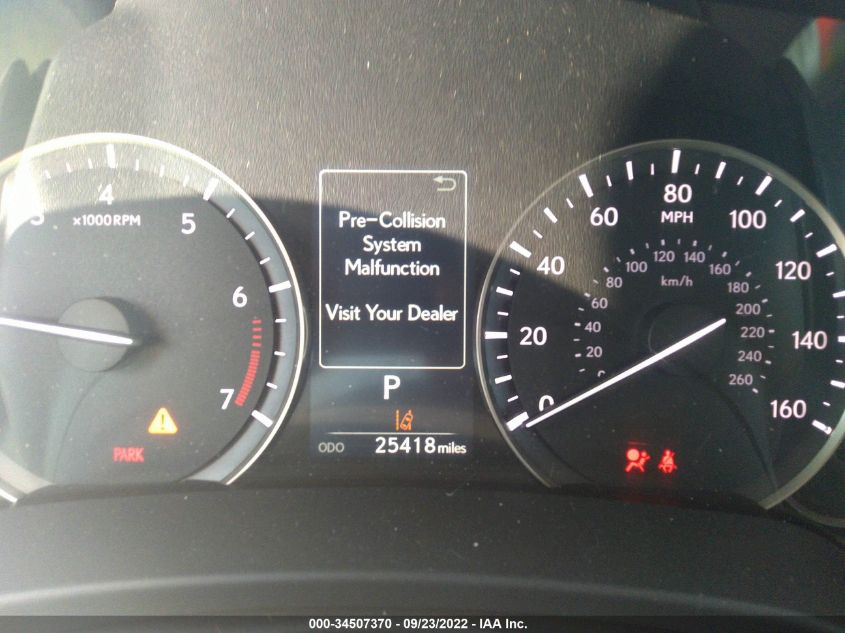 Pre-Collision
System
Malfunction
Visit Your Dealer
P
ODO 25418 miles
3
4
5
6
7
x1000 RPM
PARK
0
20
40
60
80
100
120
140
160
MPH
km/h
0
20
40
60
80
100
120
140
160
180
200
220
240
260
000-34507370 - 09/23/2022 - IAA Inc.